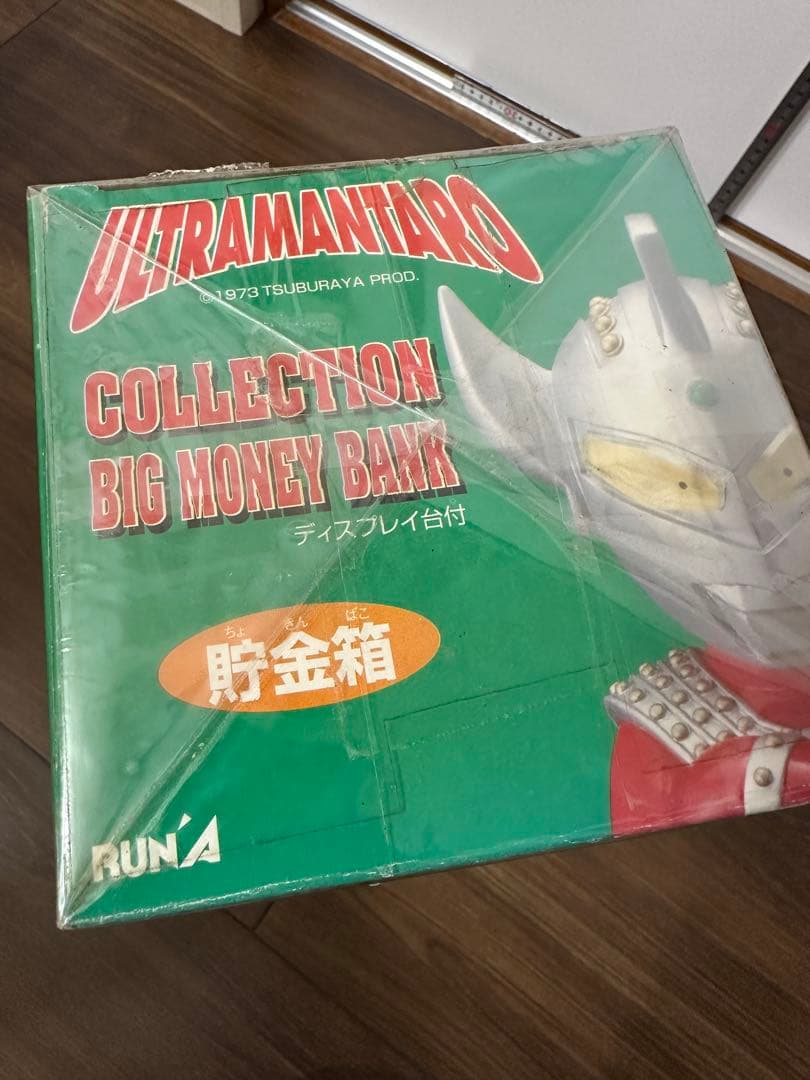 ULTRAMANTARO
©1973 TSUBURAYA PROD.
COLLECTION
BIG MONEY BANK
ディスプレイ台付
ちょ きん ばこ
貯金箱
RUN'A